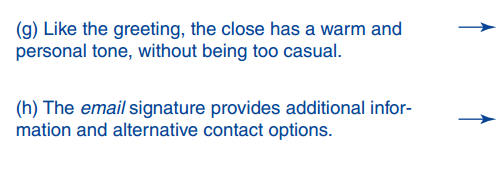 (g) Like the greeting, the close has a warm and
personal tone, without being too casual.
(h) The email signature provides additional infor-
mation and alternative contact options.